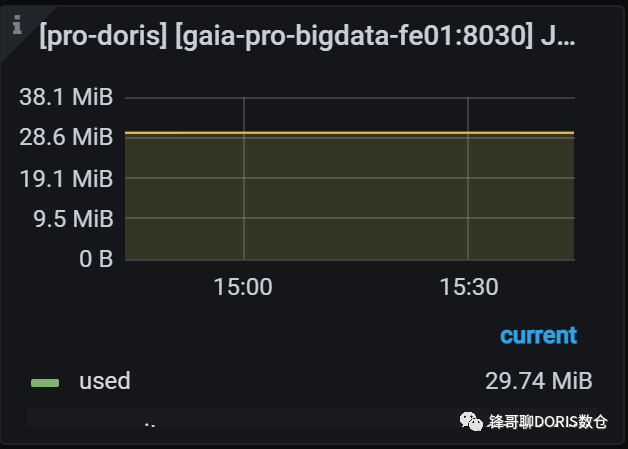 [pro-doris] [gaia-pro-bigdata-fe01:8030] J...
38.1 MiB
28.6 MiB
19.1 MiB
9.5 MiB
0 B
15:00
15:30
current
used 29.74 MiB
锋哥聊DORIS数仓